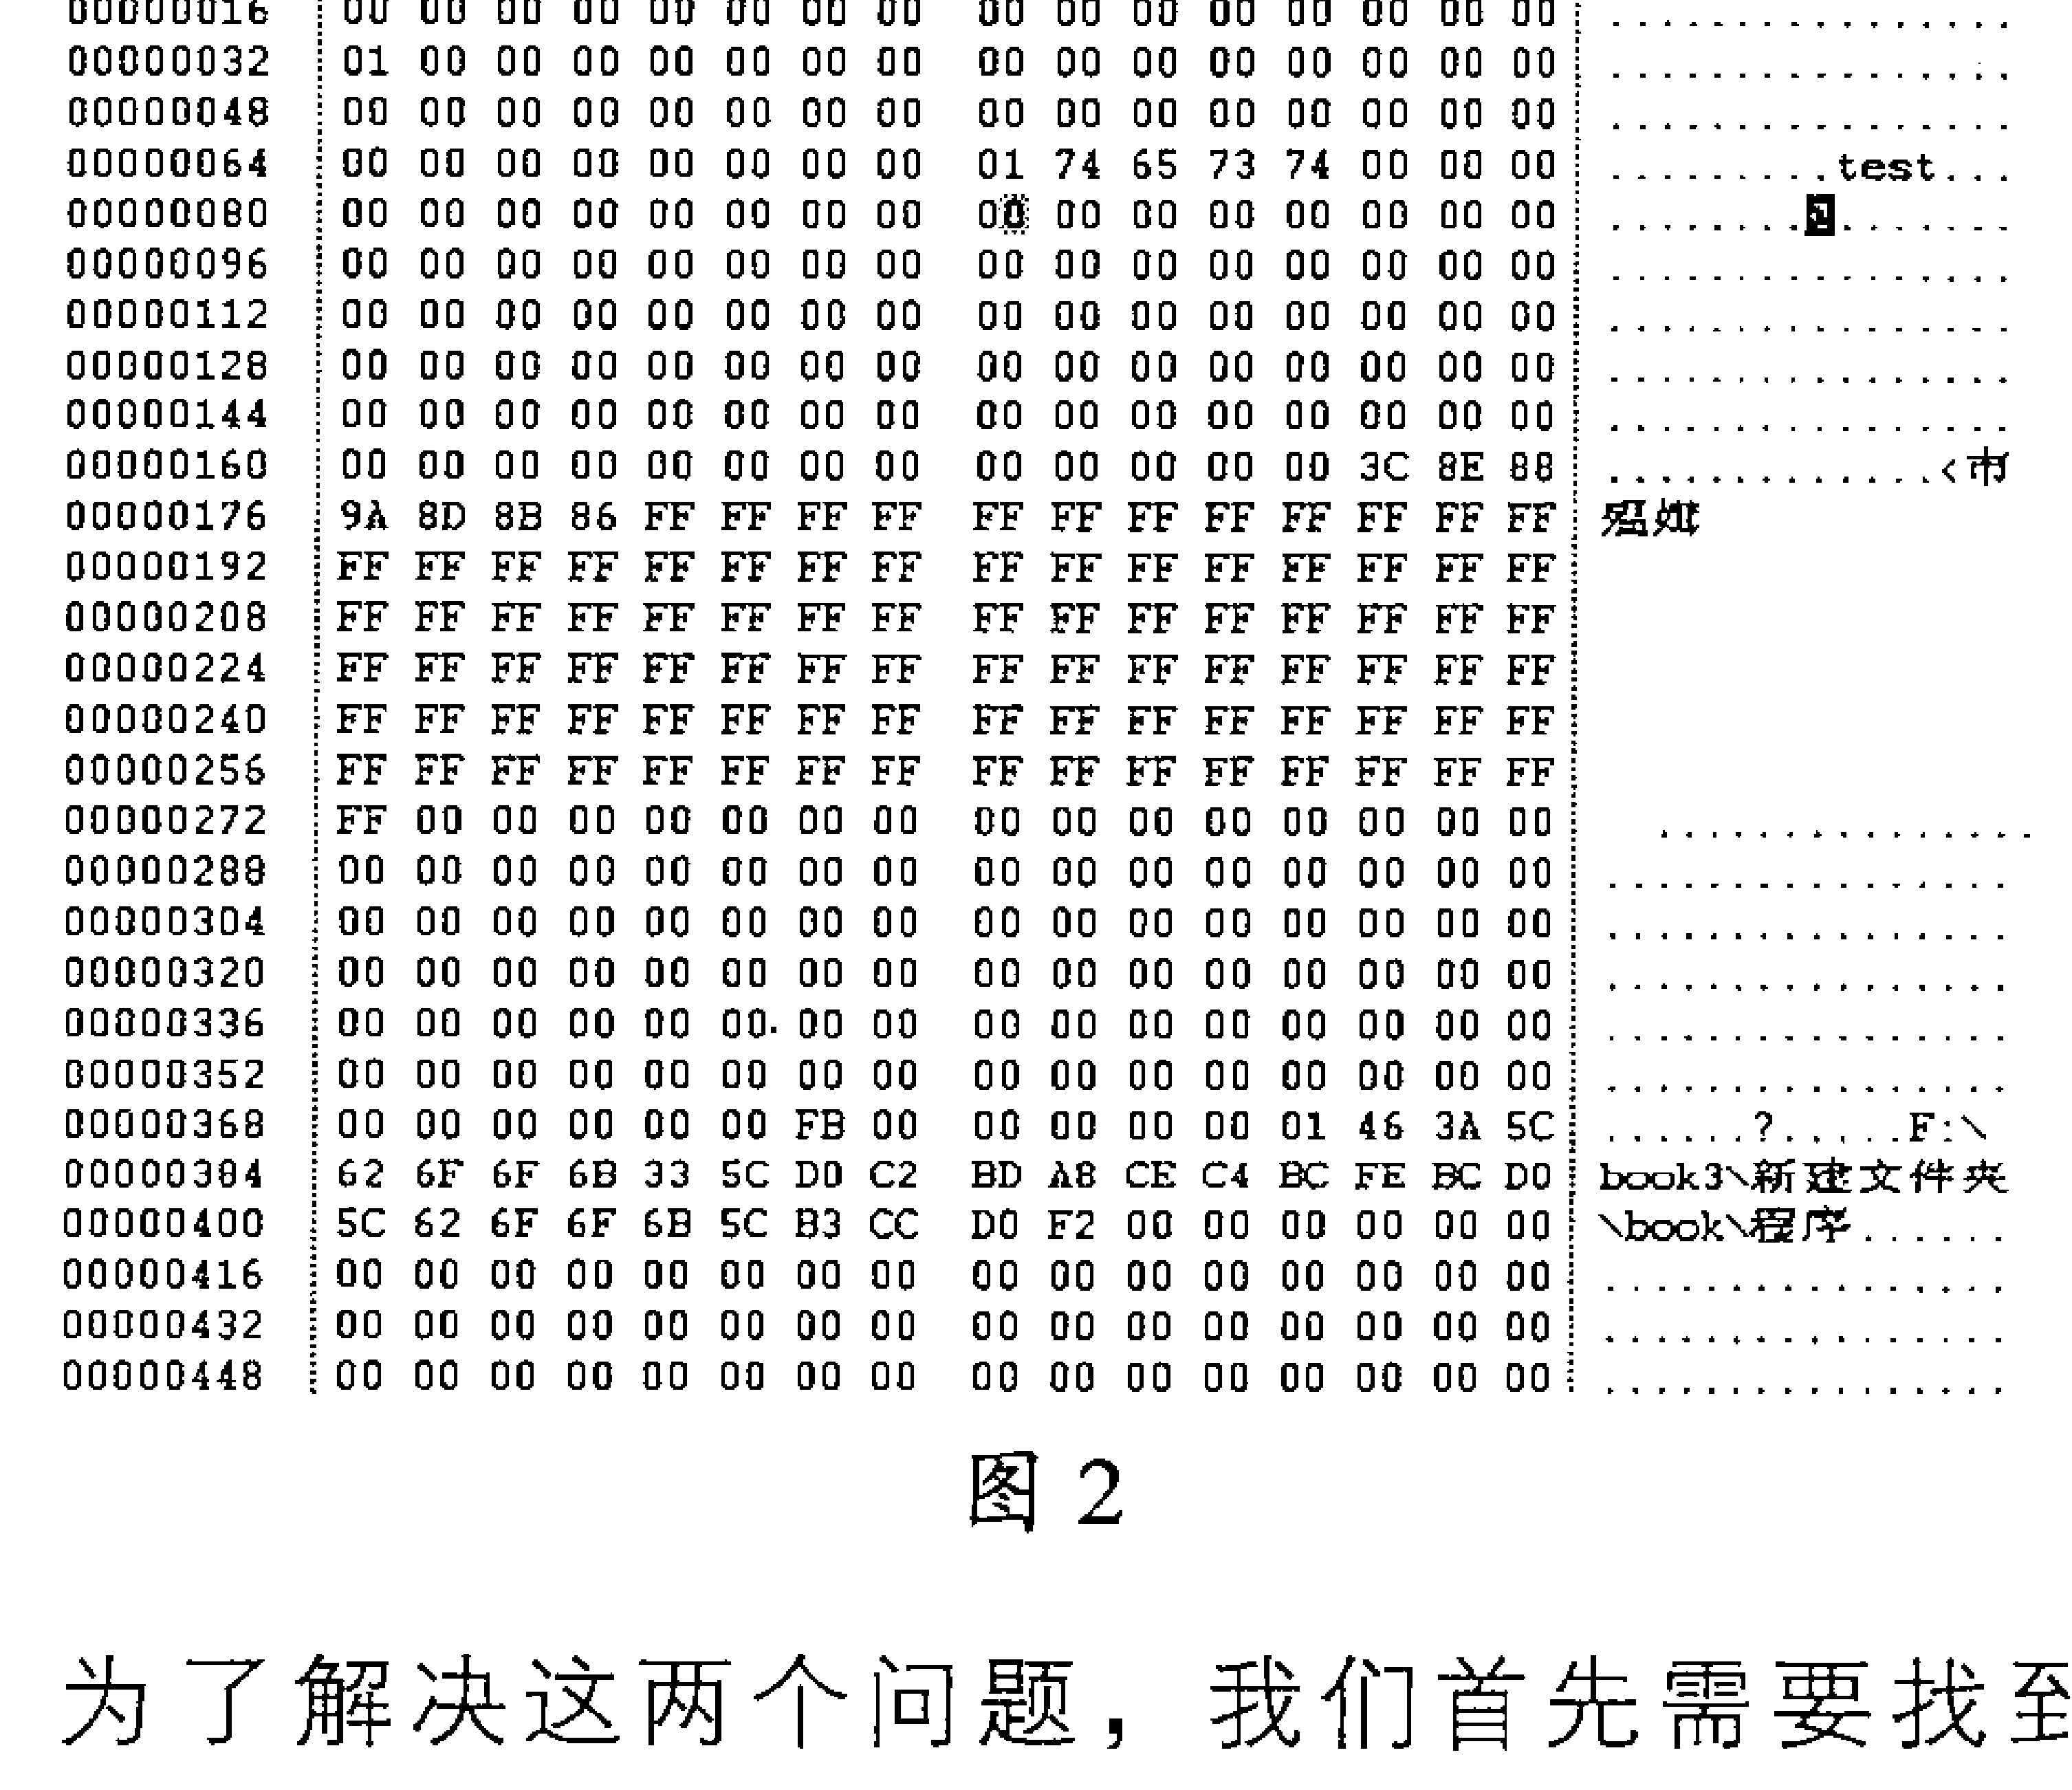 00000016 00 00 00 00 00 00 00 00 00 00 00 00 00 00 00 00 ................
00000032 01 00 00 00 00 00 00 00 00 00 00 00 00 00 00 00 ................
00000048 00 00 00 00 00 00 00 00 00 00 00 00 00 00 00 00 ................
00000064 00 00 00 00 00 00 00 00 01 74 65 73 74 00 00 00 .........test...
00000080 00 00 00 00 00 00 00 00 00 00 00 00 00 00 00 00 ................
00000096 00 00 00 00 00 00 00 00 00 00 00 00 00 00 00 00 ................
00000112 00 00 00 00 00 00 00 00 00 00 00 00 00 00 00 00 ................
00000128 00 00 00 00 00 00 00 00 00 00 00 00 00 00 00 00 ................
00000144 00 00 00 00 00 00 00 00 00 00 00 00 00 00 00 00 ................
00000160 00 00 00 00 00 00 00 00 00 00 00 00 00 3C 8E 88 .............<
00000176 9A 8D 8B 86 FF FF FF FF FF FF FF FF FF FF FF FF
00000192 FF FF FF FF FF FF FF FF FF FF FF FF FF FF FF FF
00000208 FF FF FF FF FF FF FF FF FF FF FF FF FF FF FF FF
00000224 FF FF FF FF FF FF FF FF FF FF FF FF FF FF FF FF
00000240 FF FF FF FF FF FF FF FF FF FF FF FF FF FF FF FF
00000256 FF FF FF FF FF FF FF FF FF FF FF FF FF FF FF FF
00000272 FF 00 00 00 00 00 00 00 00 00 00 00 00 00 00 00 ...............
00000288 00 00 00 00 00 00 00 00 00 00 00 00 00 00 00 00 ................
00000304 00 00 00 00 00 00 00 00 00 00 00 00 00 00 00 00 ................
00000320 00 00 00 00 00 00 00 00 00 00 00 00 00 00 00 00 ................
00000336 00 00 00 00 00 00 00 00 00 00 00 00 00 00 00 00 ................
00000352 00 00 00 00 00 00 00 00 00 00 00 00 00 00 00 00 ................
00000368 00 00 00 00 00 00 FB 00 00 00 00 00 01 46 3A 5C ......?.....F:\
00000384 62 6F 6F 6B 33 5C D0 C2 BD A8 CE C4 BC FE BC D0 book3\新建文件夹
00000400 5C 62 6F 6F 6B 5C B3 CC D0 F2 00 00 00 00 00 00 \book\程序......
00000416 00 00 00 00 00 00 00 00 00 00 00 00 00 00 00 00 ................
00000432 00 00 00 00 00 00 00 00 00 00 00 00 00 00 00 00 ................
00000448 00 00 00 00 00 00 00 00 00 00 00 00 00 00 00 00 ................
图 2
为了解决这两个问题，我们首先需要找到